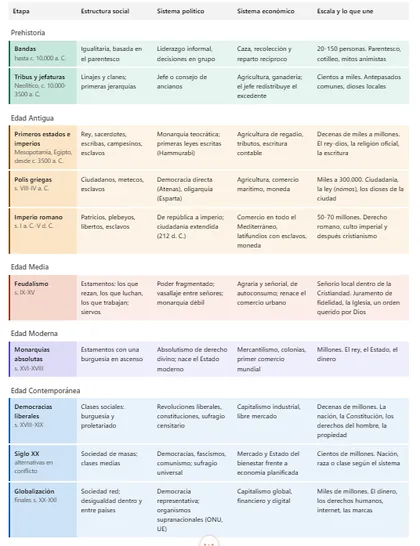 Etapa Estructura social Sistema político Sistema económico Escala y lo que une
Prehistoria
Bandas Igualitaria, basada en Liderazgo informal, Caza, recolección y 20-150 personas. Parentesco,
hasta c. 10.000 a. C. el parentesco decisiones en grupo reparto recíproco cotilleo, mitos animistas
Tribus y jefaturas Linajes y clanes; Jefe o consejo de Agricultura, ganadería; Cientos a miles. Antepasados
Neolítico, c. 10.000- primeras jerarquías ancianos el jefe redistribuye el comunes, dioses locales
3500 a. C. excedente
Edad Antigua
Primeros estados e Rey, sacerdotes, Monarquía teocrática; Agricultura de regadío, Decenas de miles a millones.
imperios escribas, campesinos, primeras leyes escritas tributos, escritura El rey-dios, la religión oficial,
Mesopotamia, Egipto, esclavos (Hammurabi) contable la escritura
desde c. 3500 a. C.
Polis griegas Ciudadanos, metecos, Democracia directa Agricultura, comercio Miles a 300.000. Ciudadanía,
s. VIII-IV a. C. esclavos (Atenas), oligarquía marítimo, moneda la ley (nómos), los dioses de la
(Esparta) ciudad
Imperio romano Patricios, plebeyos, De república a imperio; Comercio en todo el 50-70 millones. Derecho
s. I a. C.-V d. C. libertos, esclavos ciudadanía extendida Mediterráneo, romano, culto imperial y
(212 d. C.) latifundios con esclavos, después cristianismo
moneda
Edad Media
Feudalismo Estamentos: los que Poder fragmentado; Agraria y señorial, de Señorío local dentro de la
s. IX-XV rezan, los que luchan, vasallaje entre señores; autoconsumo; renace el Cristiandad. Juramento de
los que trabajan; monarquía débil comercio urbano fidelidad, la Iglesia, un orden
siervos querido por Dios
Edad Moderna
Monarquías Estamentos con una Absolutismo de derecho Mercantilismo, colonias, Millones. El rey, el Estado, el
absolutas burguesía en ascenso divino; nace el Estado primer comercio dinero
s. XVI-XVIII moderno mundial
Edad Contemporánea
Democracias Clases sociales: Revoluciones liberales, Capitalismo industrial, Decenas de millones. La
liberales burguesía y constituciones, sufragio libre mercado nación, la Constitución, los
s. XVIII-XIX proletariado censitario derechos del hombre, la
propiedad
Siglo XX Sociedad de masas; Democracias, fascismos, Mercado y Estado del Cientos de millones. Nación,
alternativas en clases medias comunismo; sufragio bienestar frente a raza o clase según el sistema
conflicto universal economía planificada
Globalización Sociedad red; Democracia Capitalismo global, Miles de millones. El dinero,
finales s. XX-XXI desigualdad dentro y representativa; financiero y digital los derechos humanos,
entre países organismos internet, las marcas
supranacionales (ONU,
UE)